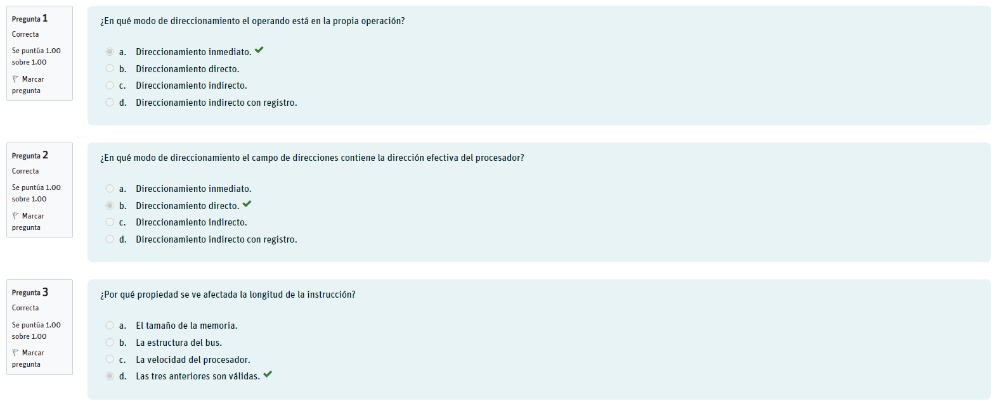 Pregunta 1
Correcta
Se puntúa 1.00
sobre 1.00
Marcar
pregunta
¿En qué modo de direccionamiento el operando está en la propia operación?
a. Direccionamiento inmediato.
b. Direccionamiento directo.
c. Direccionamiento indirecto.
d. Direccionamiento indirecto con registro.
Pregunta 2
Correcta
Se puntúa 1.00
sobre 1.00
Marcar
pregunta
¿En qué modo de direccionamiento el campo de direcciones contiene la dirección efectiva del procesador?
a. Direccionamiento inmediato.
b. Direccionamiento directo.
c. Direccionamiento indirecto.
d. Direccionamiento indirecto con registro.
Pregunta 3
Correcta
Se puntúa 1.00
sobre 1.00
Marcar
pregunta
¿Por qué propiedad se ve afectada la longitud de la instrucción?
a. El tamaño de la memoria.
b. La estructura del bus.
c. La velocidad del procesador.
d. Las tres anteriores son válidas.